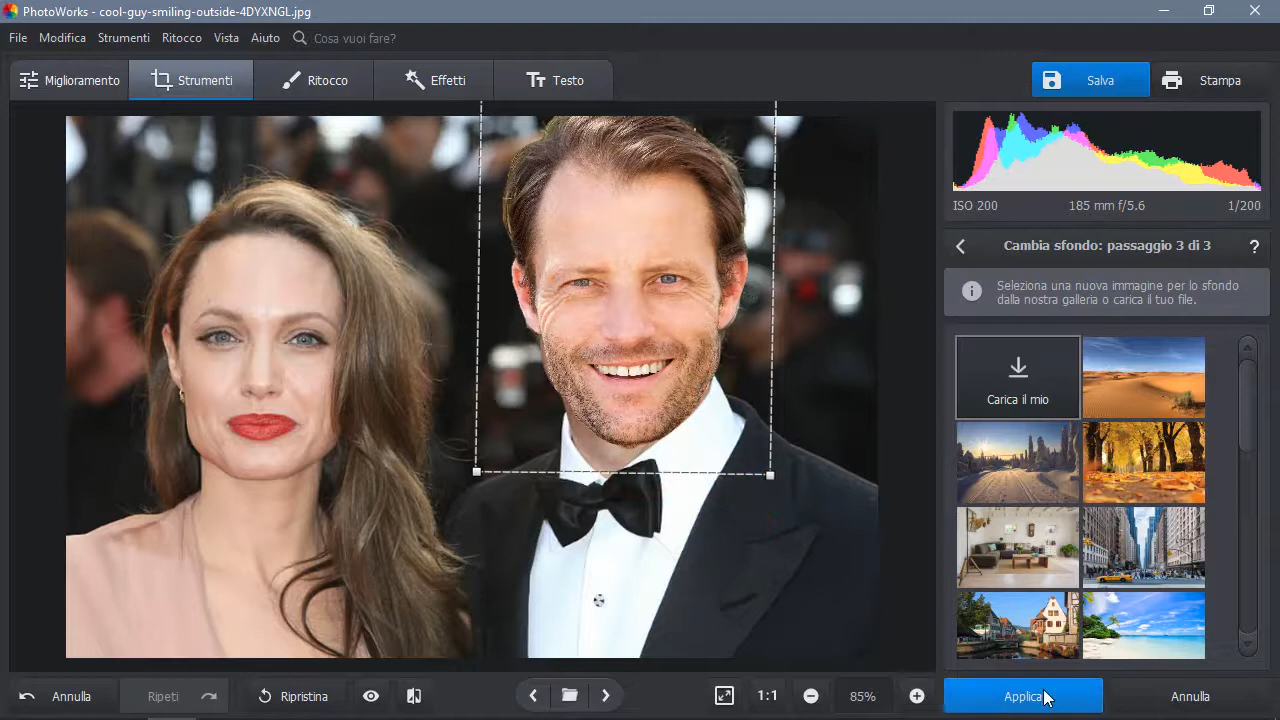 PhotoWorks - cool-guy-smiling-outside-4DYXNGL.jpg
File Modifica Strumenti Ritocco Vista Aiuto Cosa vuoi fare?
Miglioramento Strumenti Ritocco Effetti Testo Salva Stampa
ISO 200 185 mm f/5.6 1/200
Cambia sfondo: passaggio 3 di 3 ?
Seleziona una nuova immagine per lo sfondo
dalla nostra galleria o carica il tuo file.
Carica il mio
Annulla Ripeti Ripristina 1:1 85% Applica Annulla